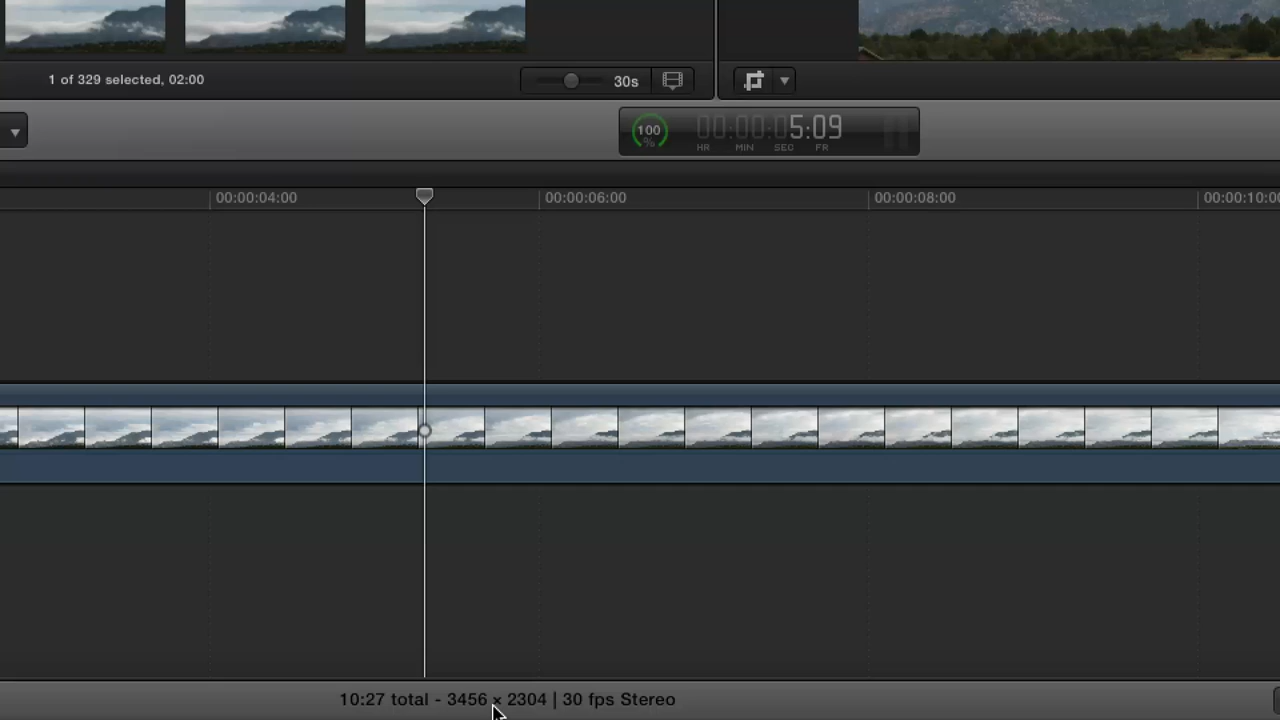 1 of 329 selected, 02:00
30s
100
%
00:00:05:09
HR MIN SEC FR
00:00:04:00
00:00:06:00
00:00:08:00
00:00:10:00
10:27 total - 3456 x 2304 | 30 fps Stereo